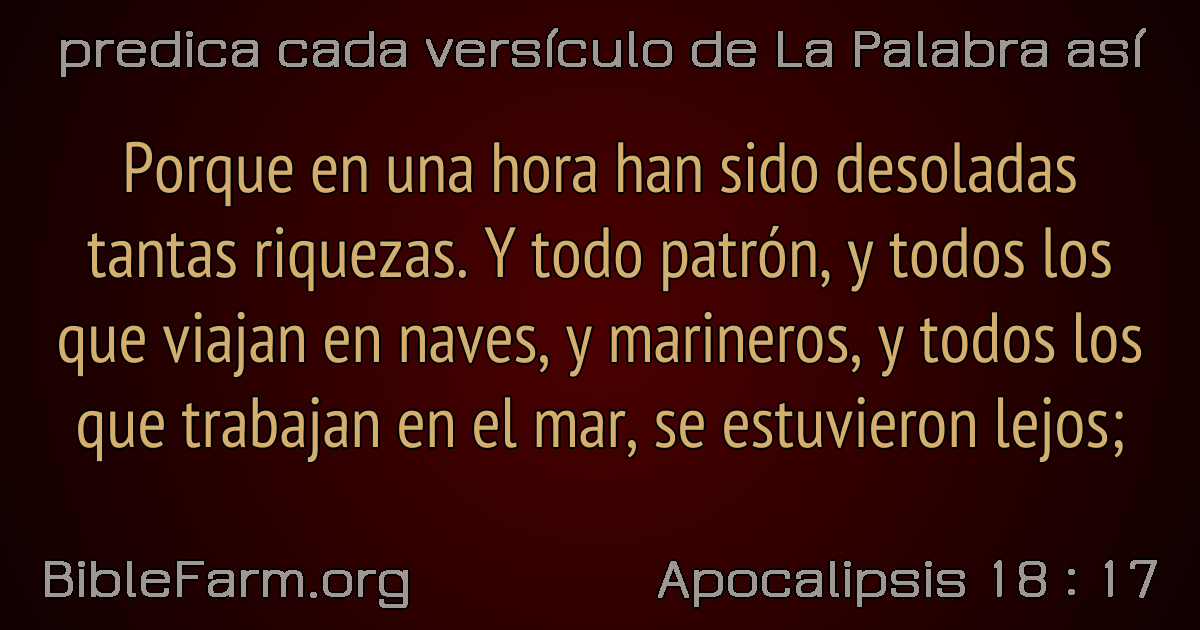 predica cada versículo de La Palabra así
Porque en una hora han sido desoladas
tantas riquezas. Y todo patrón, y todos los
que viajan en naves, y marineros, y todos los
que trabajan en el mar, se estuvieron lejos;
BibleFarm.org
Apocalipsis 18 : 17